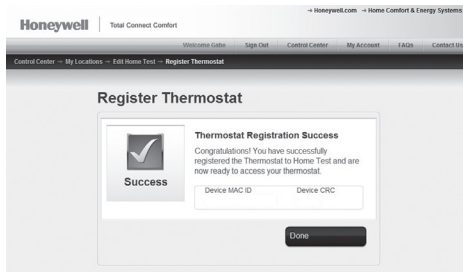 → Honeywell.com → Home Comfort & Energy Systems
Honeywell Total Connect Comfort
Welcome Gabe Sign Out Control Center My Account FAQs Contact Us
Control Center → My Locations → Edit Home Test → Register Thermostat
Register Thermostat
Thermostat Registration Success
Congratulations! You have successfully
registered the Thermostat to Home Test and are
now ready to access your thermostat.
Success
Device MAC ID Device CRC
Done